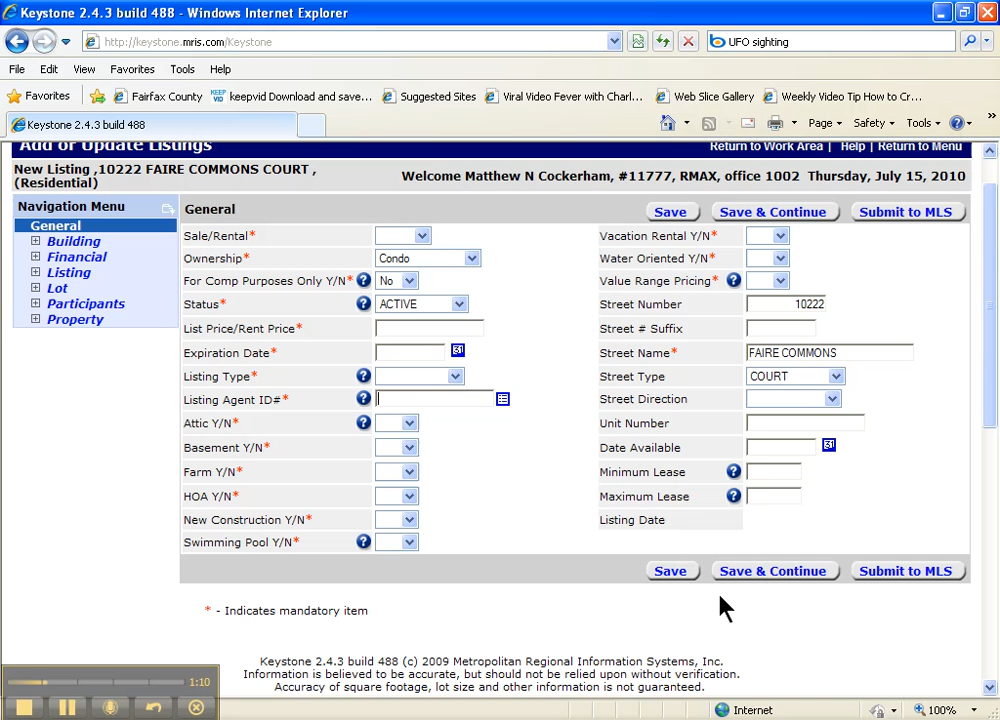 Keystone 2.4.3 build 488 - Windows Internet Explorer
http://keystone.mris.com/Keystone
UFO sighting
File Edit View Favorites Tools Help
Favorites Fairfax County KEEP VID keepvid Download and save... Suggested Sites Viral Video Fever with Charl... Web Slice Gallery Weekly Video Tip How to Cr...
Keystone 2.4.3 build 488
Page Safety Tools
Add or Update Listings Return to Work Area | Help | Return to Menu
New Listing ,10222 FAIRE COMMONS COURT ,
(Residential)
Welcome Matthew N Cockerham, #11777, RMAX, office 1002 Thursday, July 15, 2010
Navigation Menu
General
Building
Financial
Listing
Lot
Participants
Property
General
Save Save & Continue Submit to MLS
Sale/Rental* Vacation Rental Y/N*
Ownership* Condo Water Oriented Y/N*
For Comp Purposes Only Y/N* No Value Range Pricing*
Status* ACTIVE Street Number 10222
List Price/Rent Price* Street # Suffix
Expiration Date* 31 Street Name* FAIRE COMMONS
Listing Type* Street Type COURT
Listing Agent ID#* Street Direction
Attic Y/N* Unit Number
Basement Y/N* Date Available 31
Farm Y/N* Minimum Lease
HOA Y/N* Maximum Lease
New Construction Y/N* Listing Date
Swimming Pool Y/N*
Save Save & Continue Submit to MLS
* - Indicates mandatory item
Keystone 2.4.3 build 488 (c) 2009 Metropolitan Regional Information Systems, Inc.
Information is believed to be accurate, but should not be relied upon without verification.
Accuracy of square footage, lot size and other information is not guaranteed.
1:10
Internet 100%